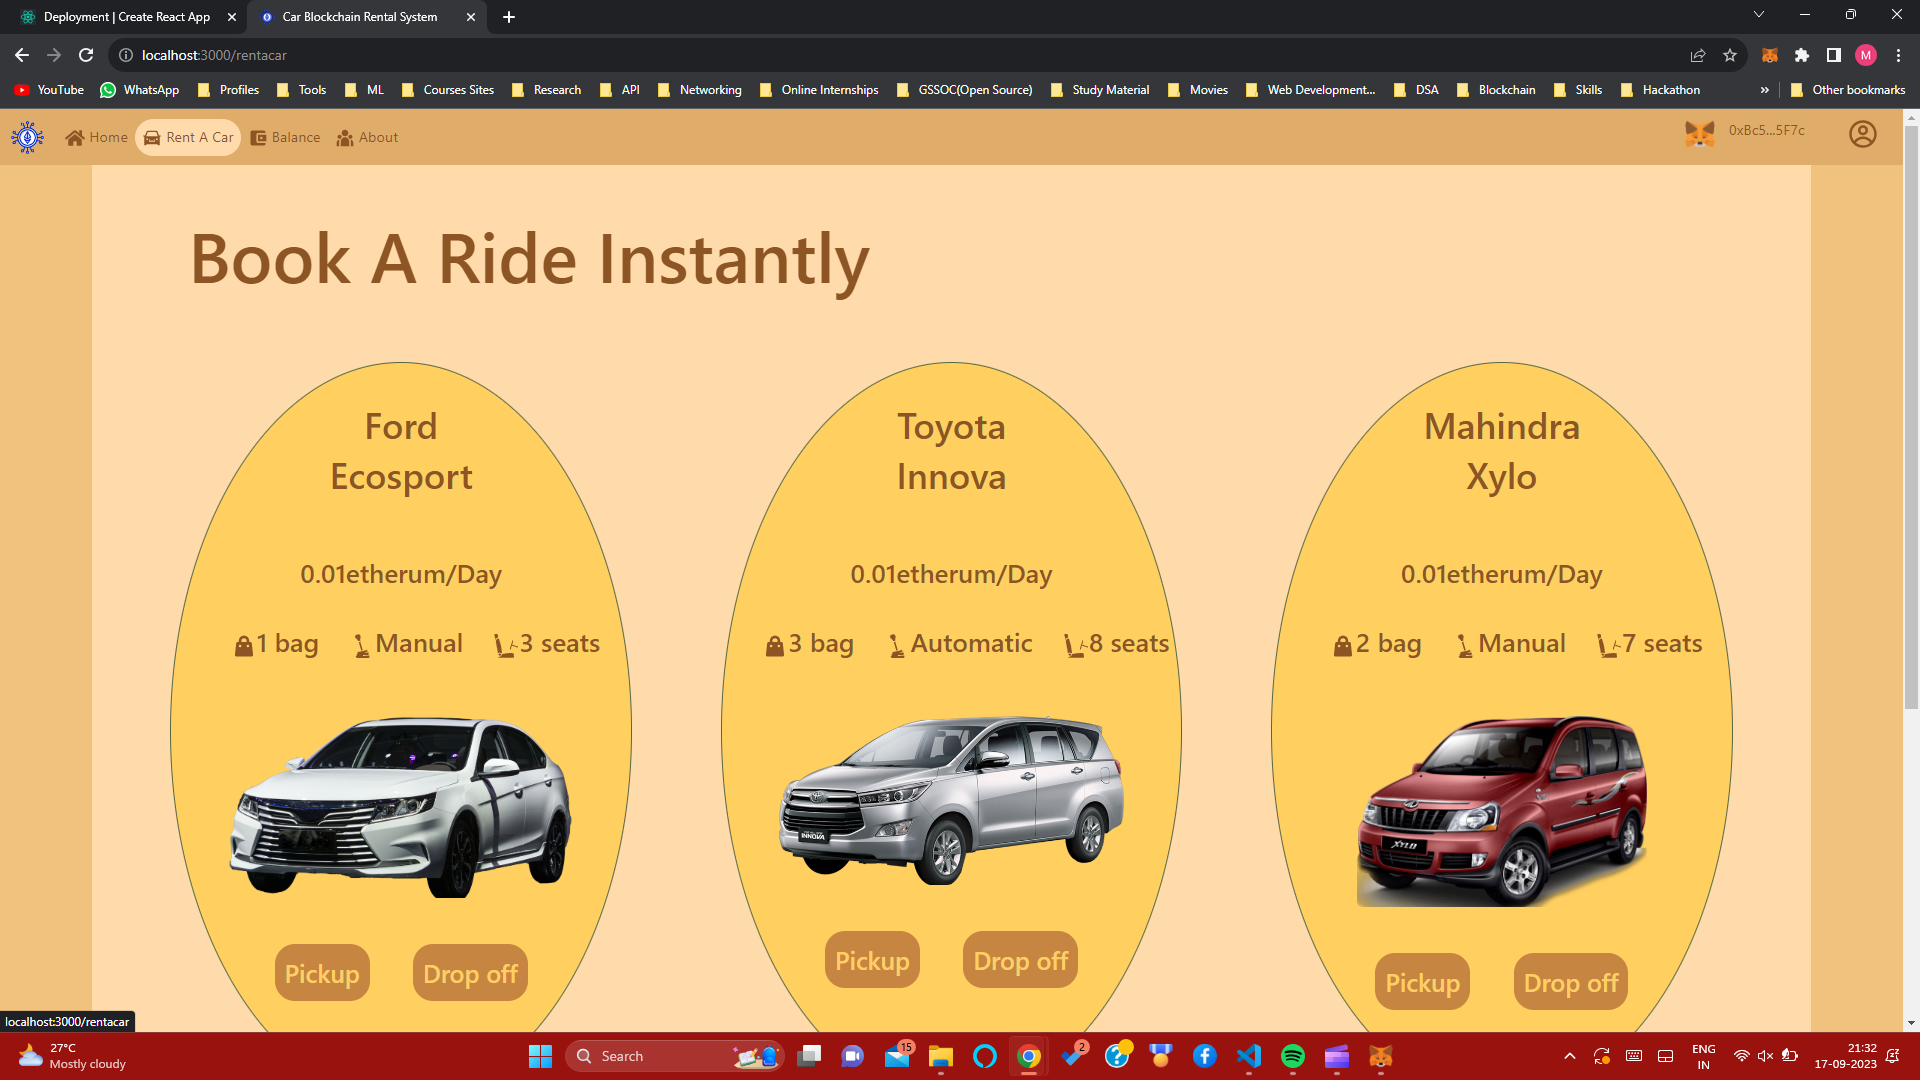 Deployment | Create React App
Car Blockchain Rental System
localhost:3000/rentacar
M
YouTube
WhatsApp
Profiles
Tools
ML
Courses Sites
Research
API
Networking
Online Internships
GSSOC(Open Source)
Study Material
Movies
Web Development...
DSA
Blockchain
Skills
Hackathon
»
Other bookmarks
Home
Rent A Car
Balance
About
0xBc5...5F7c
Book A Ride Instantly
Ford
Ecosport
0.01etherum/Day
1 bag
Manual
3 seats
Pickup
Drop off
Toyota
Innova
0.01etherum/Day
3 bag
Automatic
8 seats
INNOVA
Pickup
Drop off
Mahindra
Xylo
0.01etherum/Day
2 bag
Manual
7 seats
XYLO
Pickup
Drop off
localhost:3000/rentacar
27°C
Mostly cloudy
Search
15
2
ENG
IN
21:32
17-09-2023